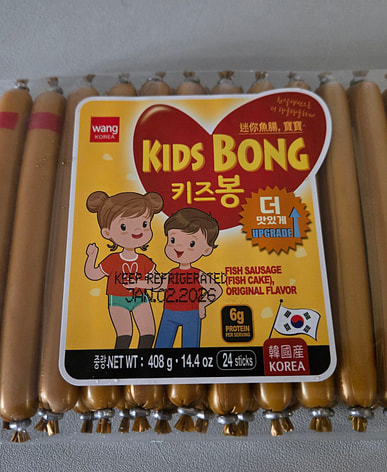 wang
KOREA
迷你魚腸, 寶寶
KIDS BONG
키즈봉
더
맛있게
UPGRADE
KEEP REFRIGERATED
JAN.02.2026
FISH SAUSAGE
(FISH CAKE),
ORIGINAL FLAVOR
6g
PROTEIN
PER SERVING
NET WT : 408 g · 14.4 oz
24 sticks
韓國産
KOREA